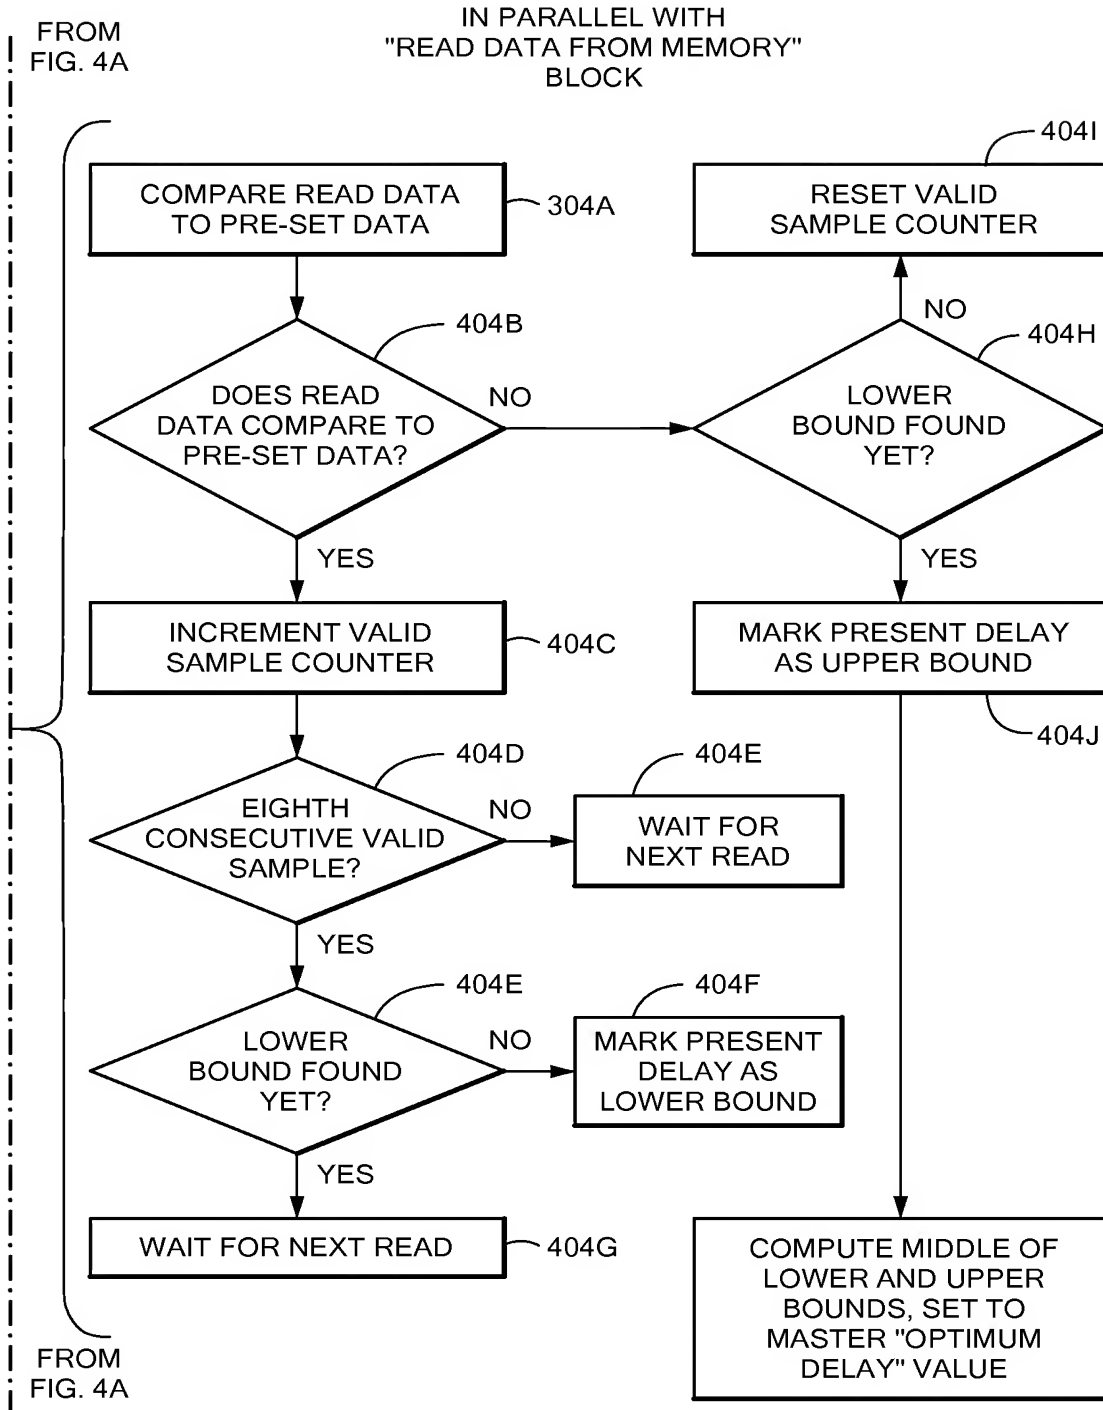 FROM
FIG. 4A
IN PARALLEL WITH
"READ DATA FROM MEMORY"
BLOCK
COMPARE READ DATA
TO PRE-SET DATA
304A
404I
RESET VALID
SAMPLE COUNTER
NO
404B
DOES READ
DATA COMPARE TO
PRE-SET DATA?
NO
404H
LOWER
BOUND FOUND
YET?
YES
YES
INCREMENT VALID
SAMPLE COUNTER
404C
MARK PRESENT DELAY
AS UPPER BOUND
404J
404D
EIGHTH
CONSECUTIVE VALID
SAMPLE?
NO
404E
WAIT FOR
NEXT READ
YES
404E
LOWER
BOUND FOUND
YET?
NO
404F
MARK PRESENT
DELAY AS
LOWER BOUND
YES
WAIT FOR NEXT READ
404G
COMPUTE MIDDLE OF
LOWER AND UPPER
BOUNDS, SET TO
MASTER "OPTIMUM
DELAY" VALUE
FROM
FIG. 4A